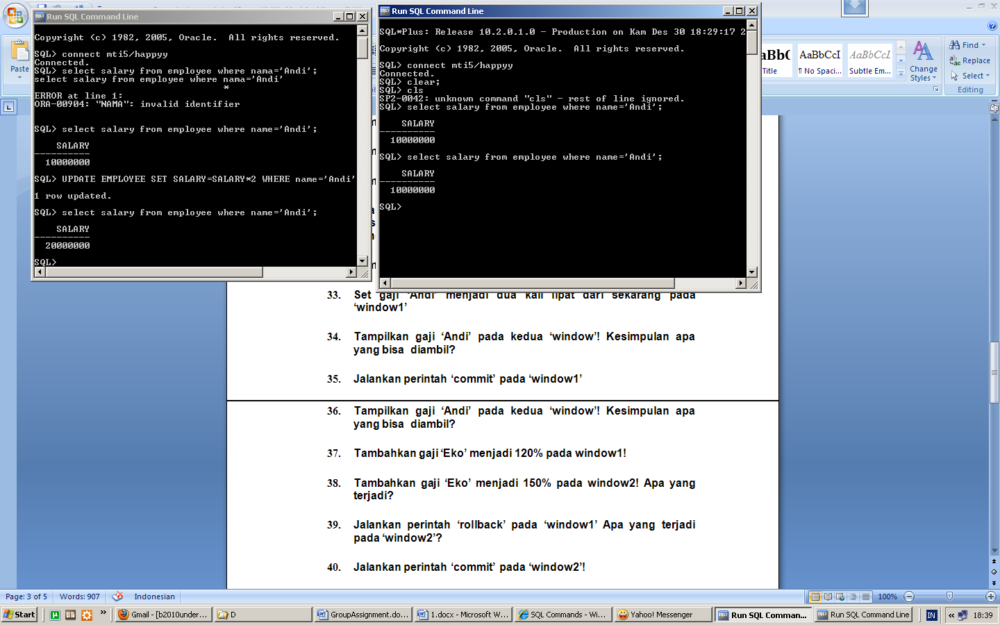 Run SQL Command Line
Copyright (c) 1982, 2005, Oracle.  All rights reserved.
SQL> connect mti5/happyy
Connected.
SQL> select salary from employee where nama='Andi';
select salary from employee where nama='Andi'
*
ERROR at line 1:
ORA-00904: "NAMA": invalid identifier
SQL> select salary from employee where name='Andi';
SALARY
----------
10000000
SQL> UPDATE EMPLOYEE SET SALARY=SALARY*2 WHERE name='Andi'
1 row updated.
SQL> select salary from employee where name='Andi';
SALARY
----------
20000000
SQL>
Run SQL Command Line
SQL*Plus: Release 10.2.0.1.0 - Production on Kam Des 30 18:29:17 2
Copyright (c) 1982, 2005, Oracle.  All rights reserved.
SQL> connect mti5/happyy
Connected.
SQL> clear;
SQL> cls
SP2-0042: unknown command "cls" - rest of line ignored.
SQL> select salary from employee where name='Andi';
SALARY
----------
10000000
SQL> select salary from employee where name='Andi';
SALARY
----------
10000000
SQL>
Paste
AaBbCcI
AaBbCcI
Title
¶ No Spaci...
Subtle Em...
Change
Styles
Find
Replace
Select
Editing
33. Set gaji ‘Andi’ menjadi dua kali lipat dari sekarang pada
‘window1’
34. Tampilkan gaji ‘Andi’ pada kedua ‘window’! Kesimpulan apa
yang bisa diambil?
35. Jalankan perintah ‘commit’ pada ‘window1’
36. Tampilkan gaji ‘Andi’ pada kedua ‘window’! Kesimpulan apa
yang bisa diambil?
37. Tambahkan gaji ‘Eko’ menjadi 120% pada window1!
38. Tambahkan gaji ‘Eko’ menjadi 150% pada window2! Apa yang
terjadi?
39. Jalankan perintah ‘rollback’ pada ‘window1’ Apa yang terjadi
pada ‘window2’?
40. Jalankan perintah ‘commit’ pada ‘window2’!
Page: 3 of 5
Words: 907
Indonesian
100%
Start
Gmail - [b2010under...
D
GroupAssignment.do...
1.docx - Microsoft W...
SQL Commands - Wi...
Yahoo! Messenger
Run SQL Comman...
Run SQL Command Line
IN
18:39